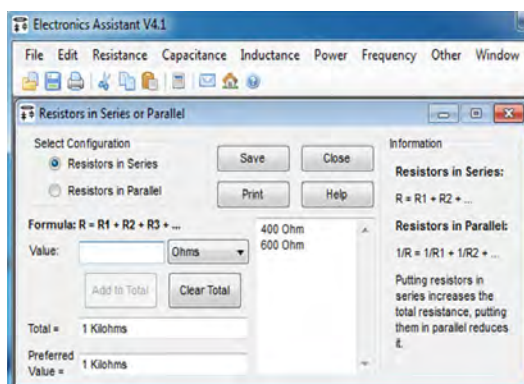 Electronics Assistant V4.1
File Edit Resistance Capacitance Inductance Power Frequency Other Window
Resistors in Series or Parallel
Select Configuration
Resistors in Series
Resistors in Parallel
Save Close
Print Help
Formula: R = R1 + R2 + R3 + ...
Value: Ohms
Add to Total Clear Total
Total = 1 Kilohms
Preferred
Value = 1 Kilohms
400 Ohm
600 Ohm
Information
Resistors in Series:
R = R1 + R2 + ...
Resistors in Parallel:
1/R = 1/R1 + 1/R2 + ...
Putting resistors in
series increases the
total resistance, putting
them in parallel reduces
it.